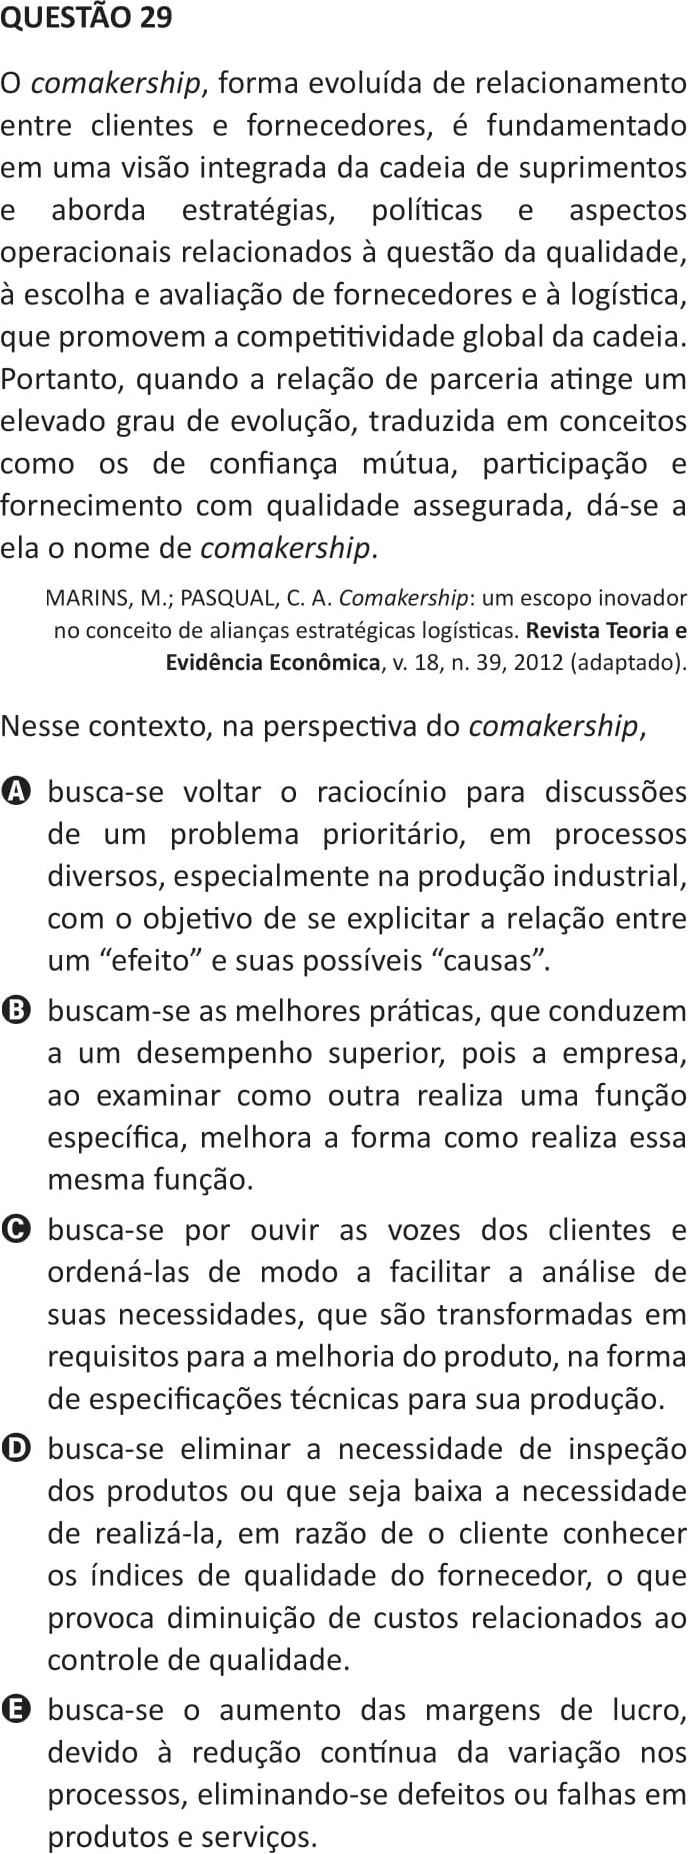 QUESTÃO 29
O comakership, forma evoluída de relacionamento
entre clientes e fornecedores, é fundamentado
em uma visão integrada da cadeia de suprimentos
e aborda estratégias, políticas e aspectos
operacionais relacionados à questão da qualidade,
à escolha e avaliação de fornecedores e à logística,
que promovem a competitividade global da cadeia.
Portanto, quando a relação de parceria atinge um
elevado grau de evolução, traduzida em conceitos
como os de confiança mútua, participação e
fornecimento com qualidade assegurada, dá-se a
ela o nome de comakership.
MARINS, M.; PASQUAL, C. A. Comakership: um escopo inovador
no conceito de alianças estratégicas logísticas. Revista Teoria e
Evidência Econômica, v. 18, n. 39, 2012 (adaptado).
Nesse contexto, na perspectiva do comakership,
A busca-se voltar o raciocínio para discussões
de um problema prioritário, em processos
diversos, especialmente na produção industrial,
com o objetivo de se explicitar a relação entre
um “efeito” e suas possíveis “causas”.
B buscam-se as melhores práticas, que conduzem
a um desempenho superior, pois a empresa,
ao examinar como outra realiza uma função
específica, melhora a forma como realiza essa
mesma função.
C busca-se por ouvir as vozes dos clientes e
ordená-las de modo a facilitar a análise de
suas necessidades, que são transformadas em
requisitos para a melhoria do produto, na forma
de especificações técnicas para sua produção.
D busca-se eliminar a necessidade de inspeção
dos produtos ou que seja baixa a necessidade
de realizá-la, em razão de o cliente conhecer
os índices de qualidade do fornecedor, o que
provoca diminuição de custos relacionados ao
controle de qualidade.
E busca-se o aumento das margens de lucro,
devido à redução contínua da variação nos
processos, eliminando-se defeitos ou falhas em
produtos e serviços.